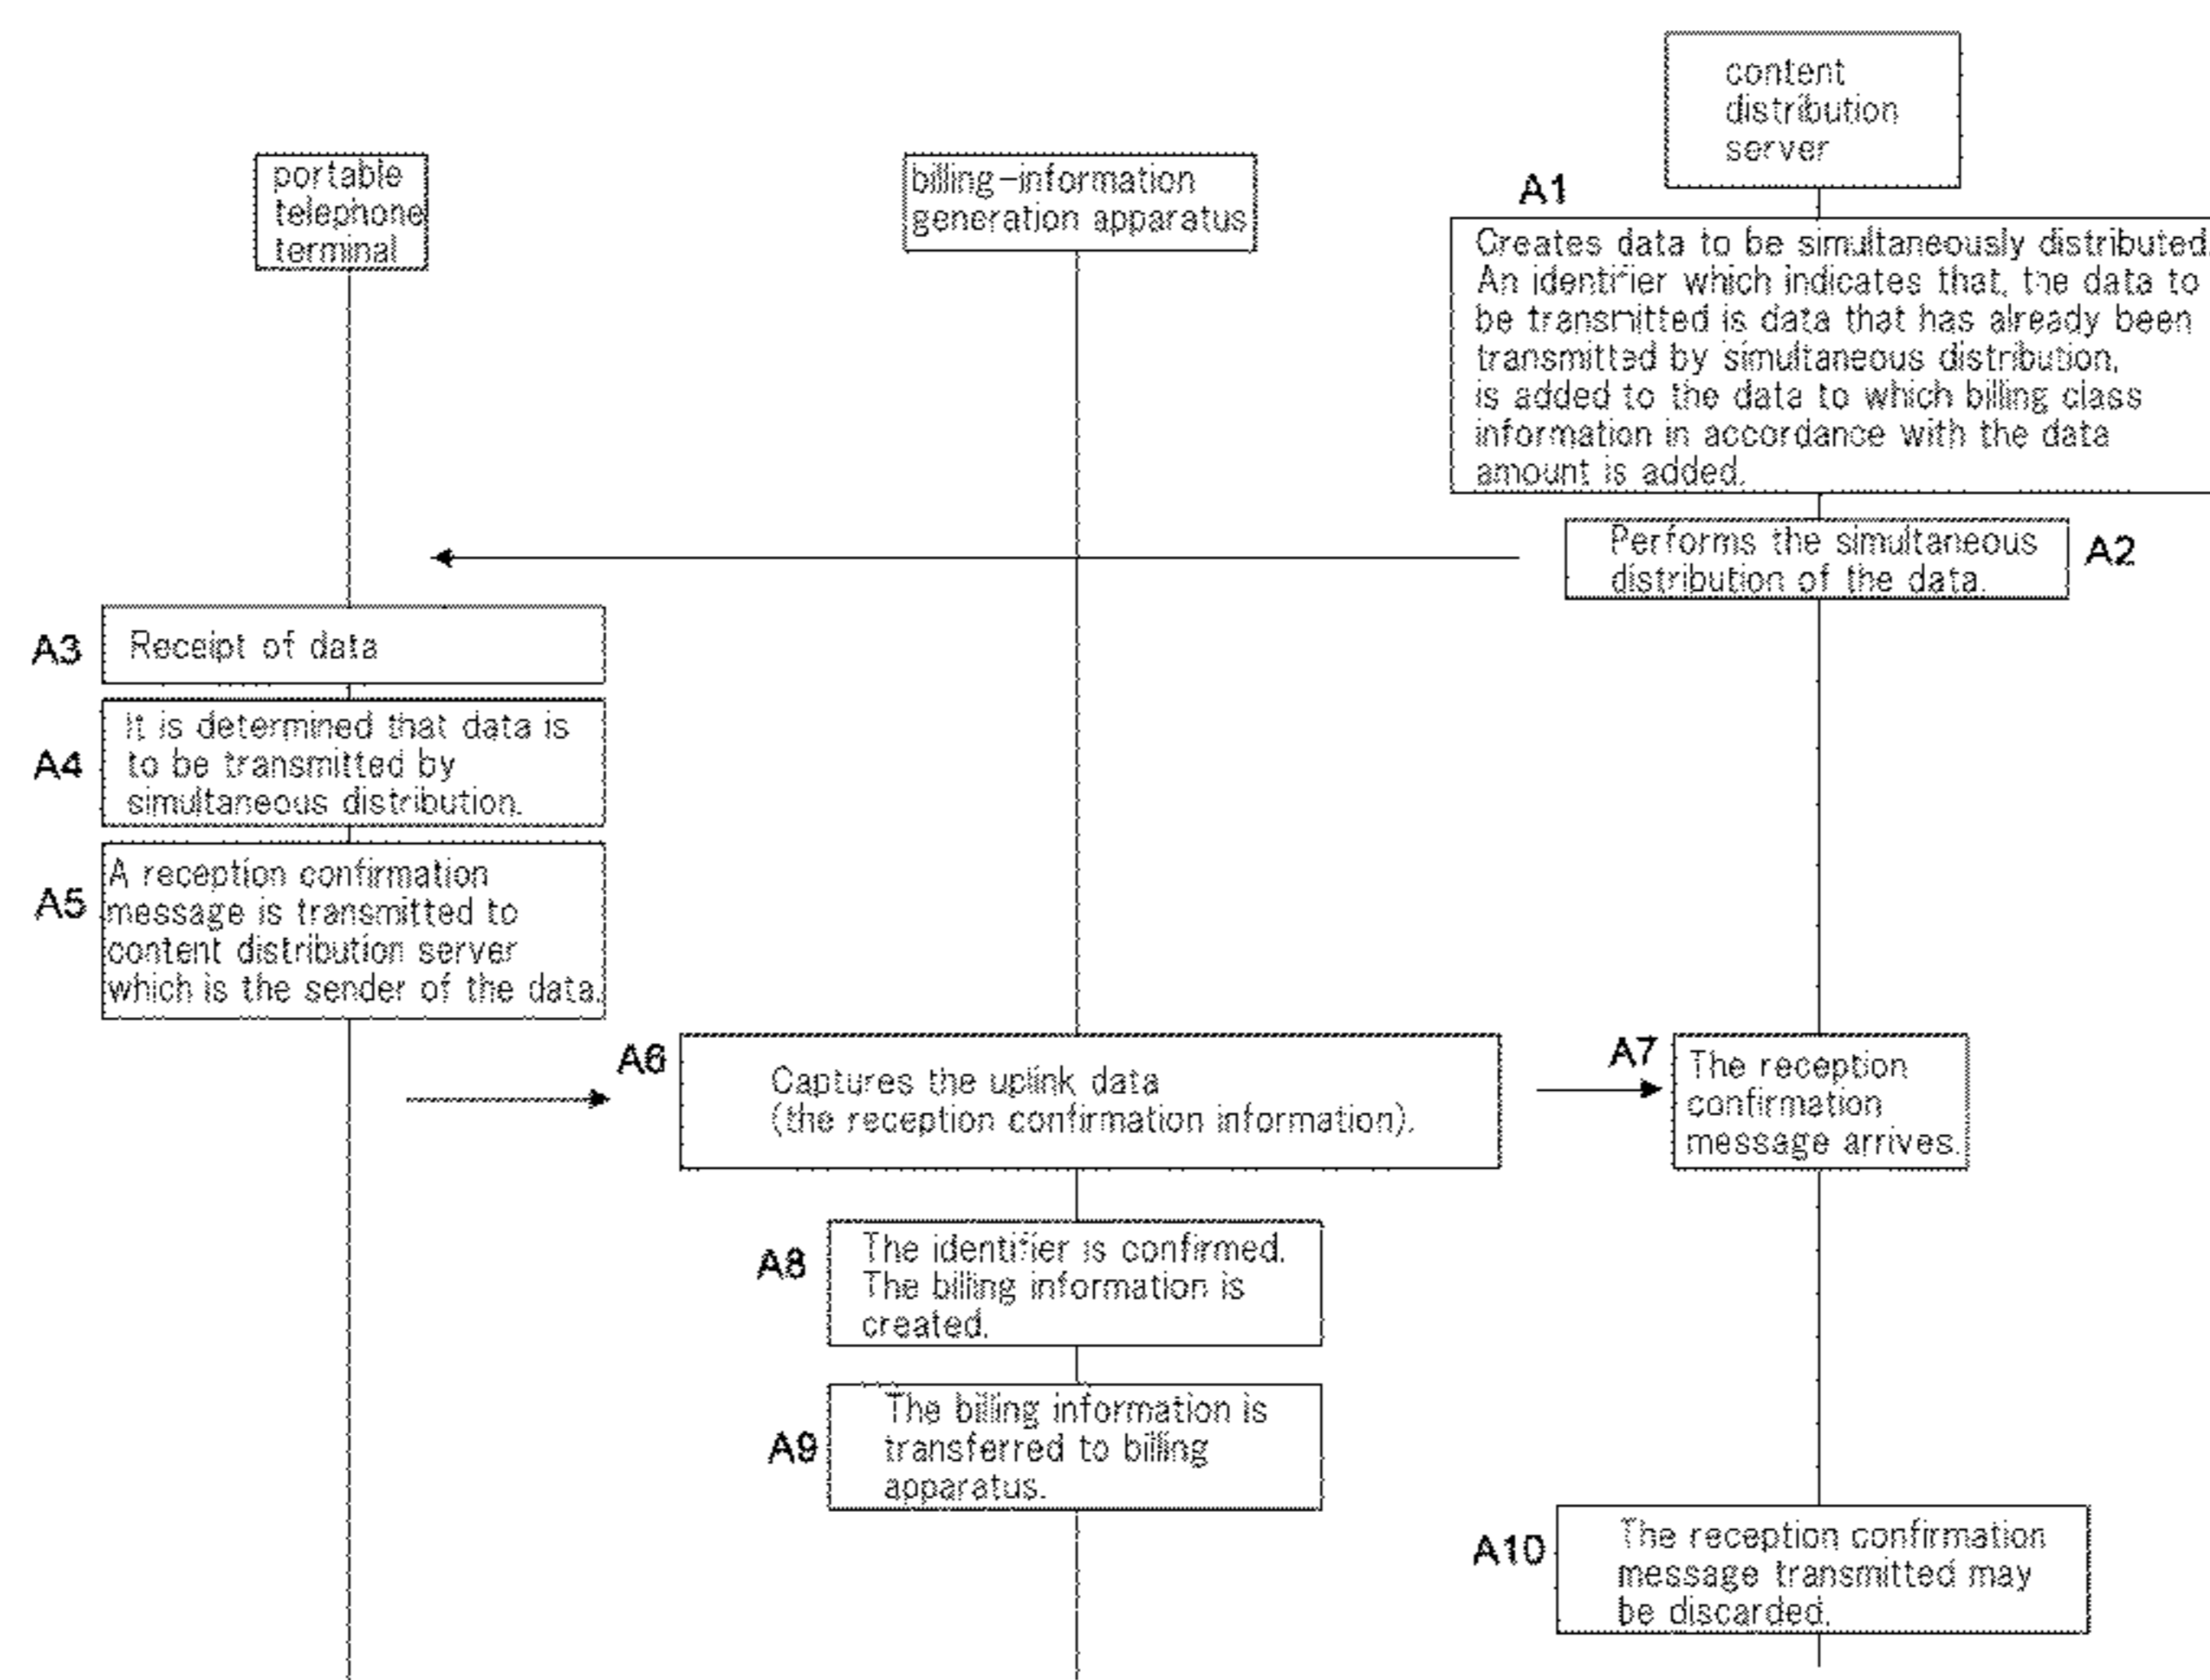 content
distribution
server
portable
telephone
terminal
billing-information
generation apparatus
A1
Creates data to be simultaneously distributed.
An identifier which indicates that, the data to
be transmitted is data that has already been
transmitted by simultaneous distribution,
is added to the data to which billing class
information in accordance with the data
amount is added.
Performs the simultaneous
distribution of the data.
A2
A3
Receipt of data
A4
It is determined that data is
to be transmitted by
simultaneous distribution.
A5
A reception confirmation
message is transmitted to
content distribution server
which is the sender of the data.
A6
Captures the uplink data
(the reception confirmation information).
A7
The reception
confirmation
message arrives.
A8
The identifier is confirmed.
The billing information is
created.
A9
The billing information is
transferred to billing
apparatus.
A10
The reception confirmation
message transmitted may
be discarded.